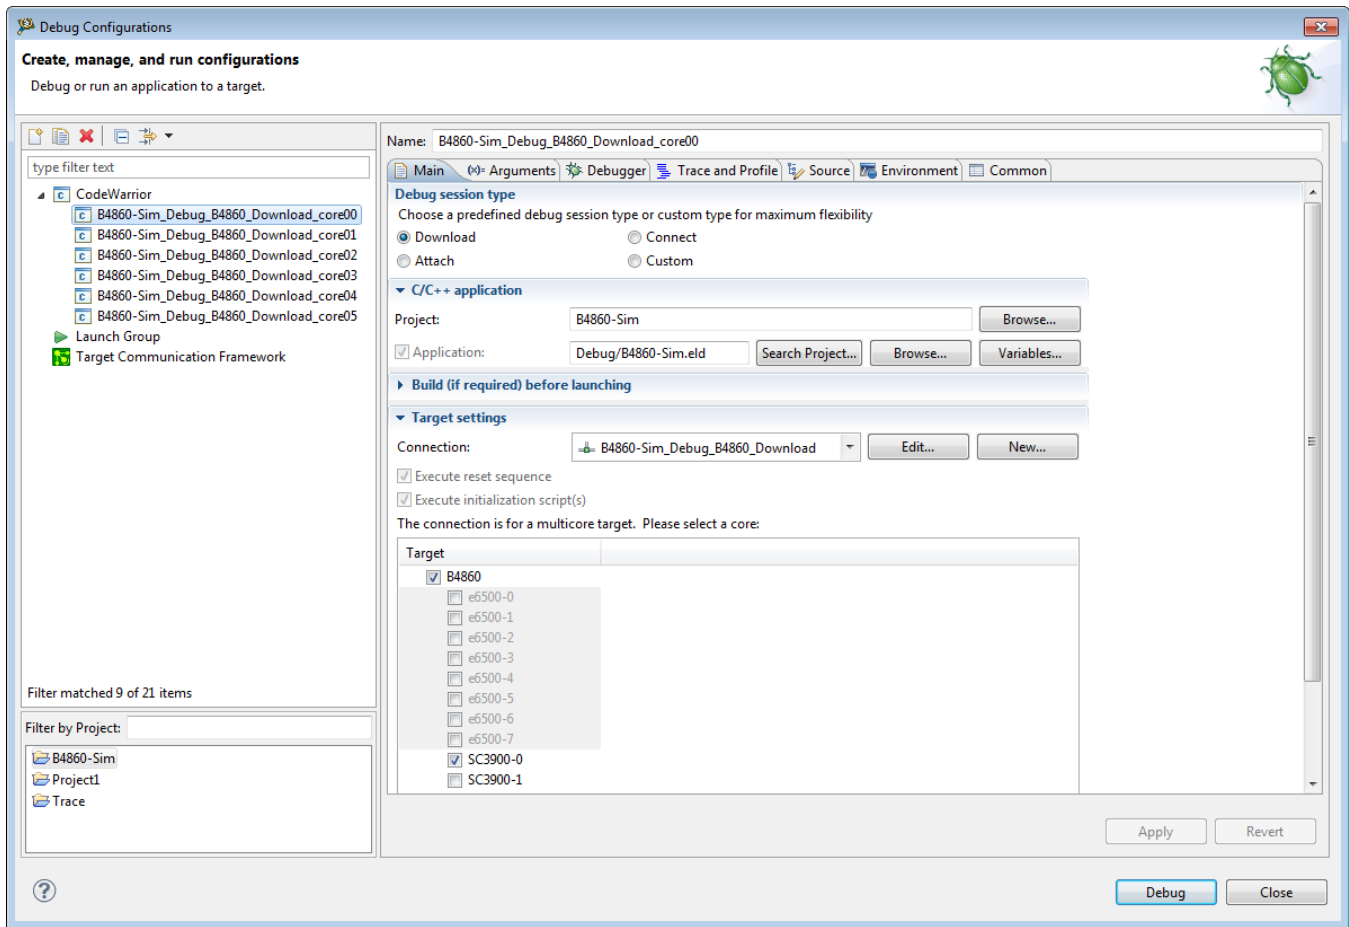 Debug Configurations
Create, manage, and run configurations
Debug or run an application to a target.
type filter text
CodeWarrior
B4860-Sim_Debug_B4860_Download_core00
B4860-Sim_Debug_B4860_Download_core01
B4860-Sim_Debug_B4860_Download_core02
B4860-Sim_Debug_B4860_Download_core03
B4860-Sim_Debug_B4860_Download_core04
B4860-Sim_Debug_B4860_Download_core05
Launch Group
Target Communication Framework
Filter matched 9 of 21 items
Filter by Project:
B4860-Sim
Project1
Trace
Name: B4860-Sim_Debug_B4860_Download_core00
Main (x)= Arguments Debugger Trace and Profile Source Environment Common
Debug session type
Choose a predefined debug session type or custom type for maximum flexibility
Download Connect
Attach Custom
C/C++ application
Project: B4860-Sim Browse...
Application: Debug/B4860-Sim.eld Search Project... Browse... Variables...
Build (if required) before launching
Target settings
Connection: B4860-Sim_Debug_B4860_Download Edit... New...
Execute reset sequence
Execute initialization script(s)
The connection is for a multicore target. Please select a core:
Target
B4860
e6500-0
e6500-1
e6500-2
e6500-3
e6500-4
e6500-5
e6500-6
e6500-7
SC3900-0
SC3900-1
Apply Revert
Debug Close